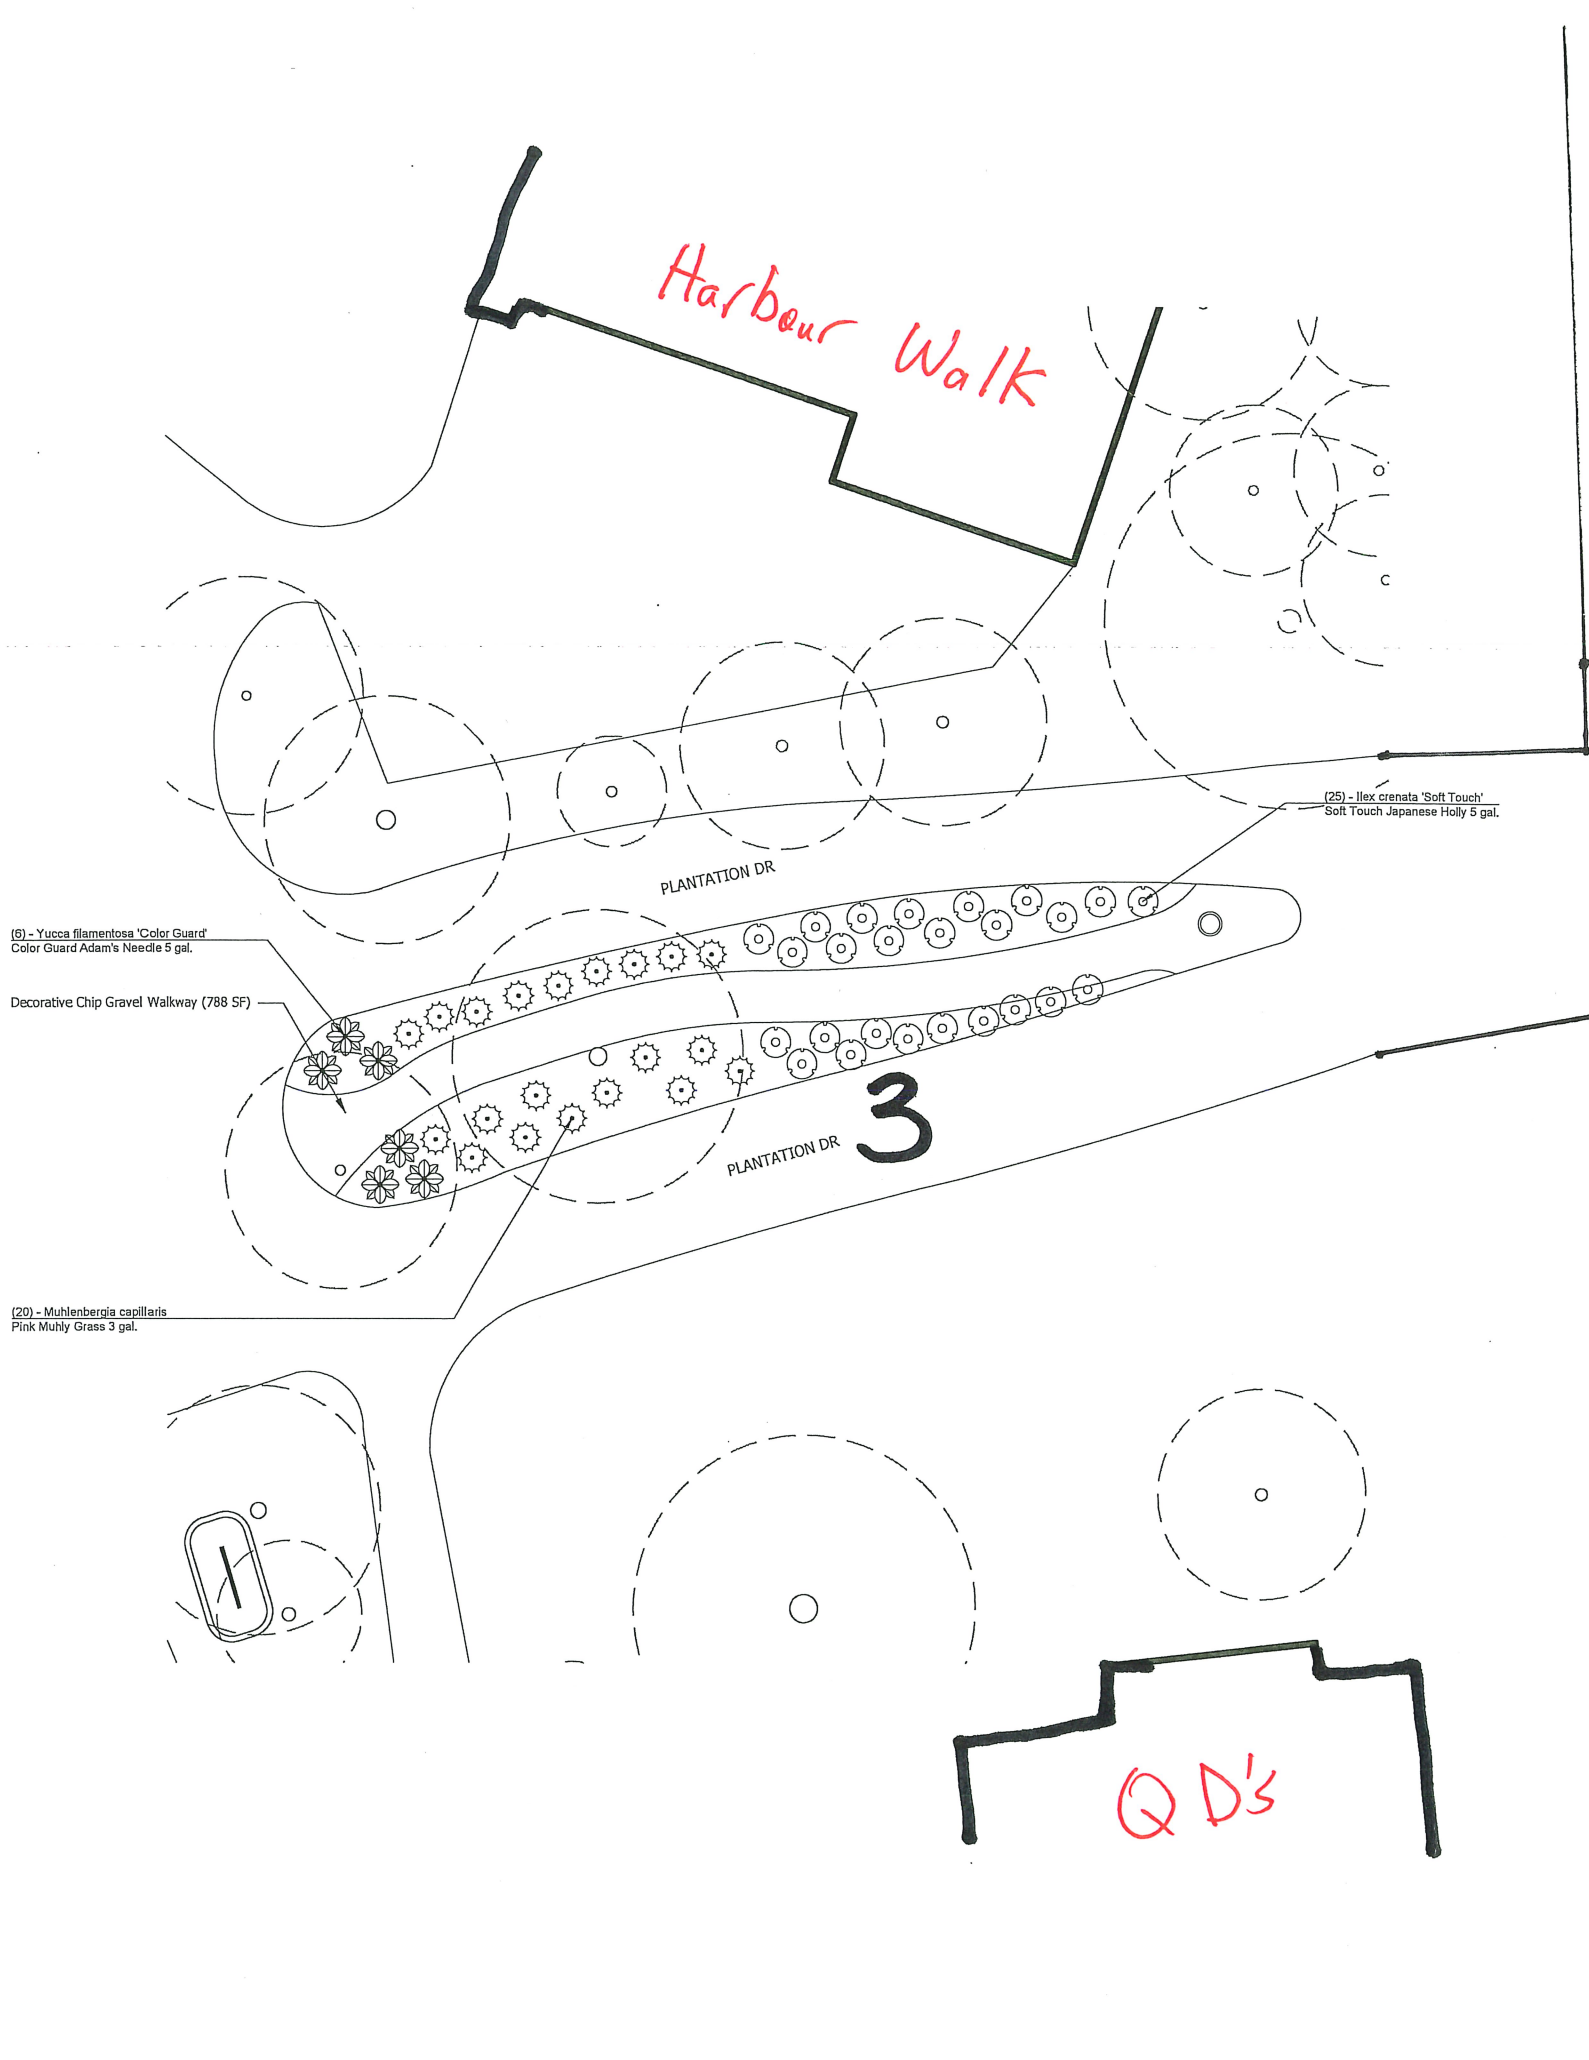 Harbour Walk
(25) - Ilex crenata 'Soft Touch'
Soft Touch Japanese Holly 5 gal.
PLANTATION DR
(6) - Yucca filamentosa 'Color Guard'
Color Guard Adam's Needle 5 gal.
Decorative Chip Gravel Walkway (788 SF)
3
PLANTATION DR
(20) - Muhlenbergia capillaris
Pink Muhly Grass 3 gal.
QD's